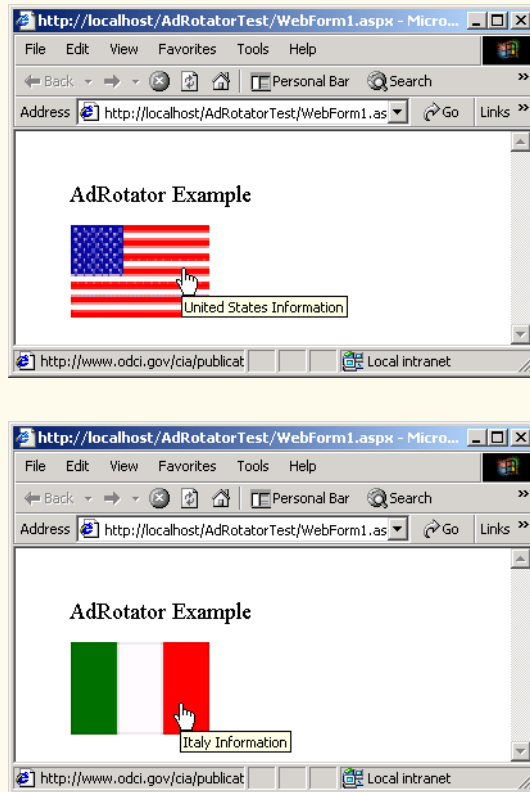 http://localhost/AdRotatorTest/WebForm1.aspx - Micro...
File Edit View Favorites Tools Help
Back Personal Bar Search »
Address http://localhost/AdRotatorTest/WebForm1.as Go Links »
AdRotator Example
United States Information
http://www.odci.gov/cia/publicat Local intranet
http://localhost/AdRotatorTest/WebForm1.aspx - Micro...
File Edit View Favorites Tools Help
Back Personal Bar Search »
Address http://localhost/AdRotatorTest/WebForm1.as Go Links »
AdRotator Example
Italy Information
http://www.odci.gov/cia/publicat Local intranet